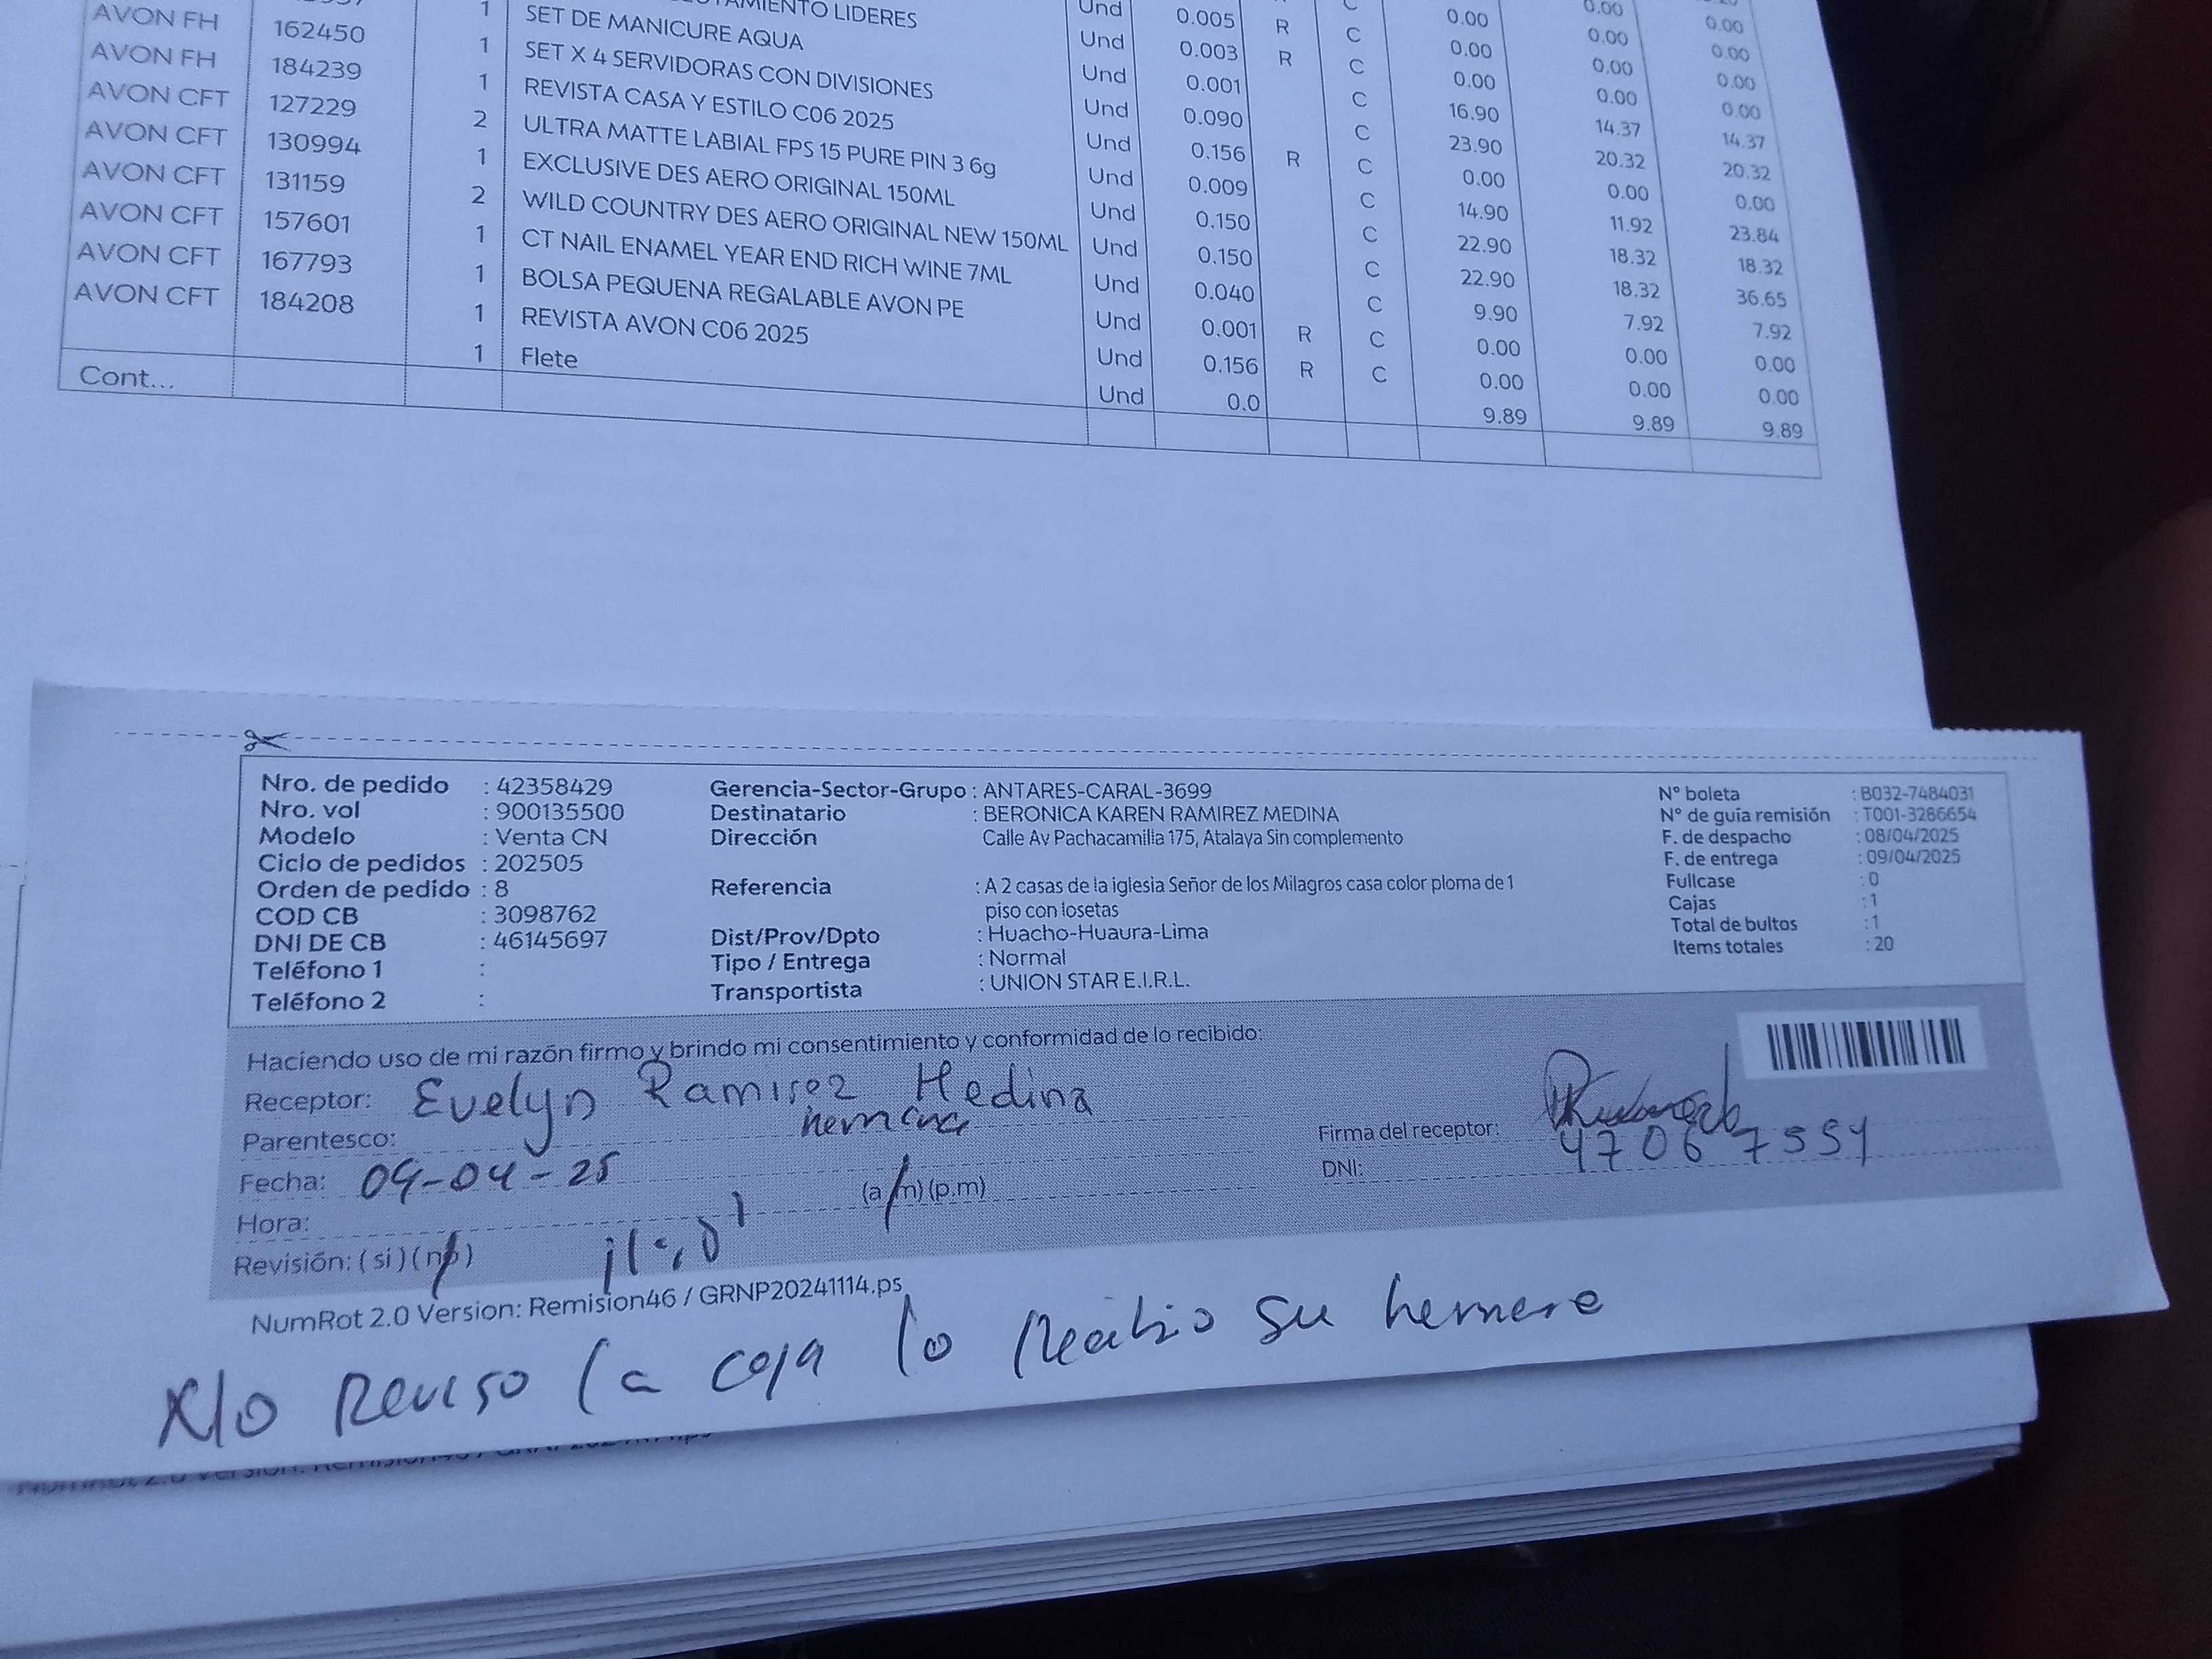 AMIENTO LIDERES Und 0.005 R C 0.00 0.00 0.00
AVON FH 162450 1 SET DE MANICURE AQUA Und 0.003 R C 0.00 0.00 0.00
AVON FH 184239 1 SET X 4 SERVIDORAS CON DIVISIONES Und 0.001 C 0.00 0.00 0.00
AVON CFT 127229 1 REVISTA CASA Y ESTILO C06 2025 Und 0.090 C 16.90 14.37 14.37
AVON CFT 130994 2 ULTRA MATTE LABIAL FPS 15 PURE PIN 3 6g Und 0.156 R C 23.90 20.32 20.32
AVON CFT 131159 1 EXCLUSIVE DES AERO ORIGINAL 150ML Und 0.009 C 0.00 0.00 0.00
AVON CFT 157601 2 WILD COUNTRY DES AERO ORIGINAL NEW 150ML Und 0.150 C 14.90 11.92 23.84
AVON CFT 167793 1 CT NAIL ENAMEL YEAR END RICH WINE 7ML Und 0.150 C 22.90 18.32 18.32
AVON CFT 184208 1 BOLSA PEQUENA REGALABLE AVON PE Und 0.040 C 22.90 18.32 36.65
1 REVISTA AVON C06 2025 Und 0.001 R C 9.90 7.92 7.92
1 Flete Und 0.156 R C 0.00 0.00 0.00
Und 0.0 0.00 0.00 0.00
9.89 9.89 9.89
Cont...
Nro. de pedido : 42358429 Gerencia-Sector-Grupo : ANTARES-CARAL-3699 N° boleta : B032-7484031
Nro. vol : 900135500 Destinatario : BERONICA KAREN RAMIREZ MEDINA N° de guía remisión : T001-3286654
Modelo : Venta CN Dirección Calle Av Pachacamilla 175, Atalaya Sin complemento F. de despacho : 08/04/2025
Ciclo de pedidos : 202505 F. de entrega : 09/04/2025
Orden de pedido : 8 Referencia : A 2 casas de la iglesia Señor de los Milagros casa color ploma de 1 Fullcase : 0
COD CB : 3098762 piso con losetas Cajas : 1
DNI DE CB : 46145697 Dist/Prov/Dpto : Huacho-Huaura-Lima Total de bultos : 1
Teléfono 1 : Tipo / Entrega : Normal Items totales : 20
Teléfono 2 : Transportista : UNION STAR E.I.R.L.
Haciendo uso de mi razón firmo y brindo mi consentimiento y conformidad de lo recibido:
Receptor: Evelyn Ramirez Medina
Parentesco: hermana Firma del receptor:
Fecha: 09-04-25 DNI: 47067551
Hora: (a.m) (p.m)
Revisión: ( si ) ( no )
NumRot 2.0 Version: Remision46 / GRNP20241114.ps
No Reviso la caja lo Recibio su hermana